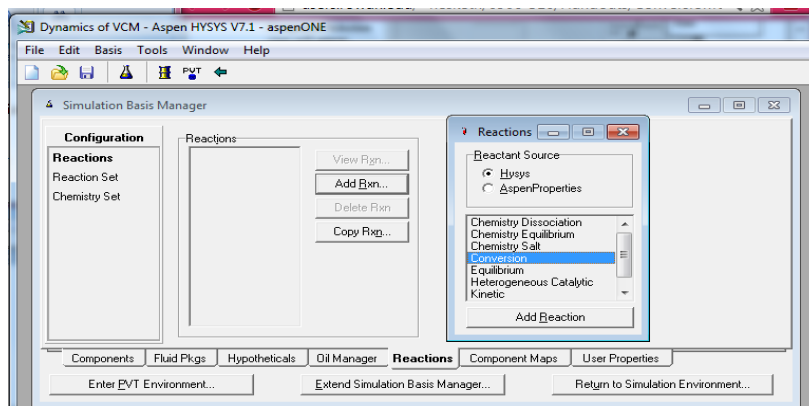 Dynamics of VCM - Aspen HYSYS V7.1 - aspenONE
File Edit Basis Tools Window Help
PVT
Simulation Basis Manager
Configuration
Reactions
Reaction Set
Chemistry Set
Reactions
View Rxn...
Add Rxn...
Delete Rxn
Copy Rxn...
Reactions
Reactant Source
Hysys
AspenProperties
Chemistry Dissociation
Chemistry Equilibrium
Chemistry Salt
Conversion
Equilibrium
Heterogeneous Catalytic
Kinetic
Add Reaction
Components Fluid Pkgs Hypotheticals Oil Manager Reactions Component Maps User Properties
Enter PVT Environment... Extend Simulation Basis Manager... Return to Simulation Environment...